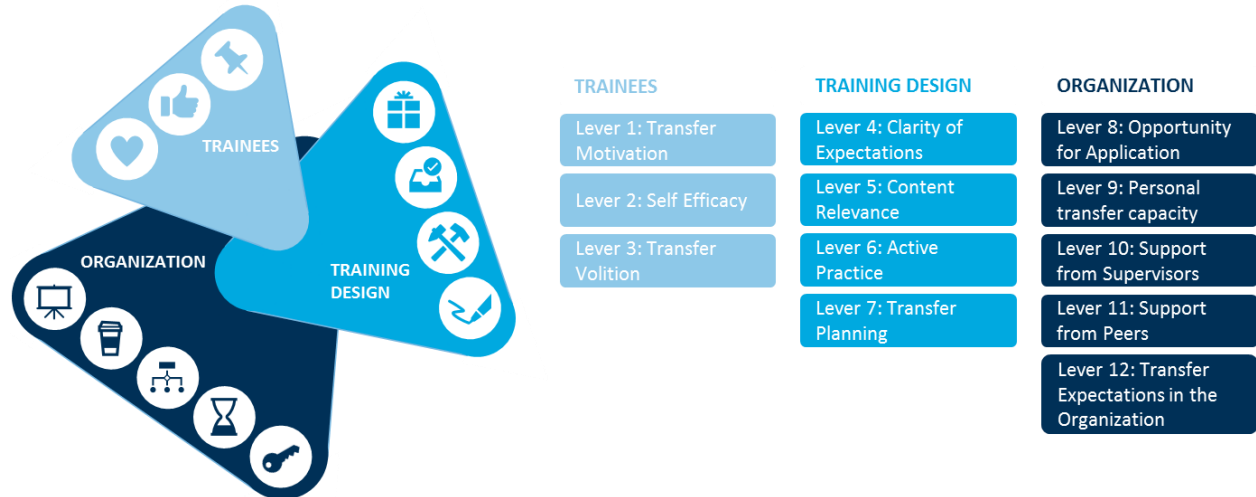 TRAINEES
ORGANIZATION
TRAINING
DESIGN
TRAINEES
Lever 1: Transfer
Motivation
Lever 2: Self Efficacy
Lever 3: Transfer
Volition
TRAINING DESIGN
Lever 4: Clarity of
Expectations
Lever 5: Content
Relevance
Lever 6: Active
Practice
Lever 7: Transfer
Planning
ORGANIZATION
Lever 8: Opportunity
for Application
Lever 9: Personal
transfer capacity
Lever 10: Support
from Supervisors
Lever 11: Support
from Peers
Lever 12: Transfer
Expectations in the
Organization